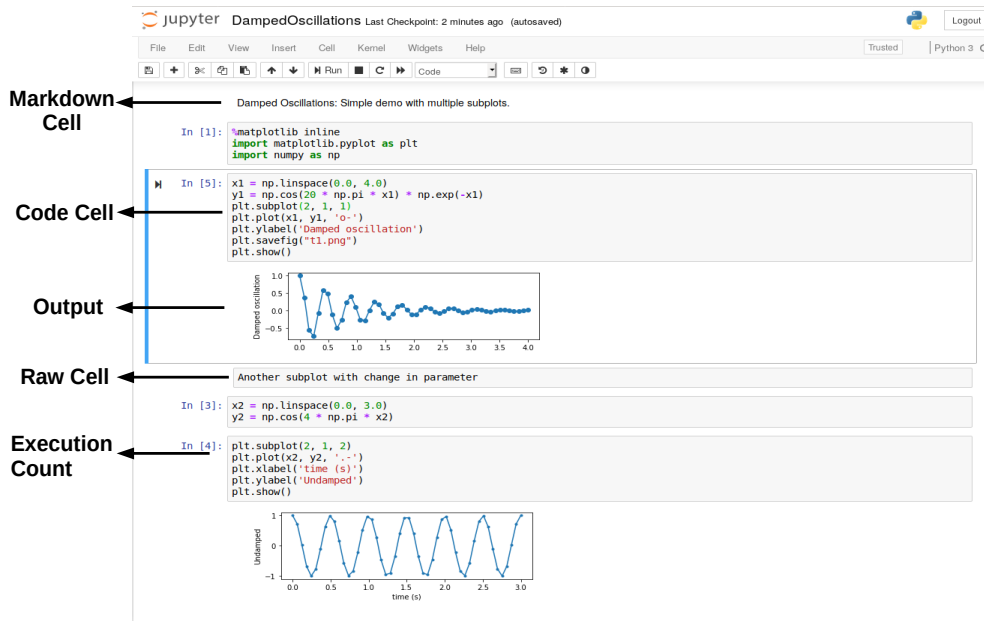 Jupyter DampedOscillations Last Checkpoint: 2 minutes ago (autosaved) Logout
File Edit View Insert Cell Kernel Widgets Help Trusted Python 3
Run Code
Markdown
Cell
Damped Oscillations: Simple demo with multiple subplots.
In [1]: %matplotlib inline
import matplotlib.pyplot as plt
import numpy as np
Code Cell
In [5]: x1 = np.linspace(0.0, 4.0)
y1 = np.cos(20 * np.pi * x1) * np.exp(-x1)
plt.subplot(2, 1, 1)
plt.plot(x1, y1, 'o-')
plt.ylabel('Damped oscillation')
plt.savefig("t1.png")
plt.show()
Output
Damped oscillation
1.0
0.5
0.0
−0.5
0.0 0.5 1.0 1.5 2.0 2.5 3.0 3.5 4.0
Raw Cell
Another subplot with change in parameter
In [3]: x2 = np.linspace(0.0, 3.0)
y2 = np.cos(4 * np.pi * x2)
Execution
Count
In [4]: plt.subplot(2, 1, 2)
plt.plot(x2, y2, '.-')
plt.xlabel('time (s)')
plt.ylabel('Undamped')
plt.show()
Undamped
1
0
−1
0.0 0.5 1.0 1.5 2.0 2.5 3.0
time (s)